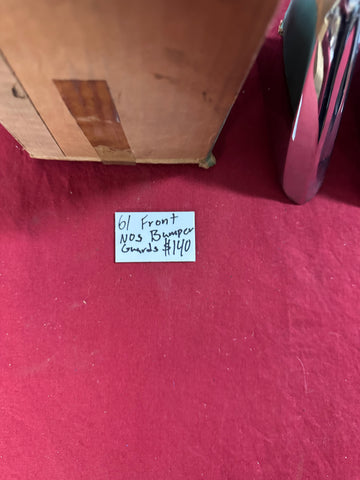 61 Front
NOS Bumper
Guards $140